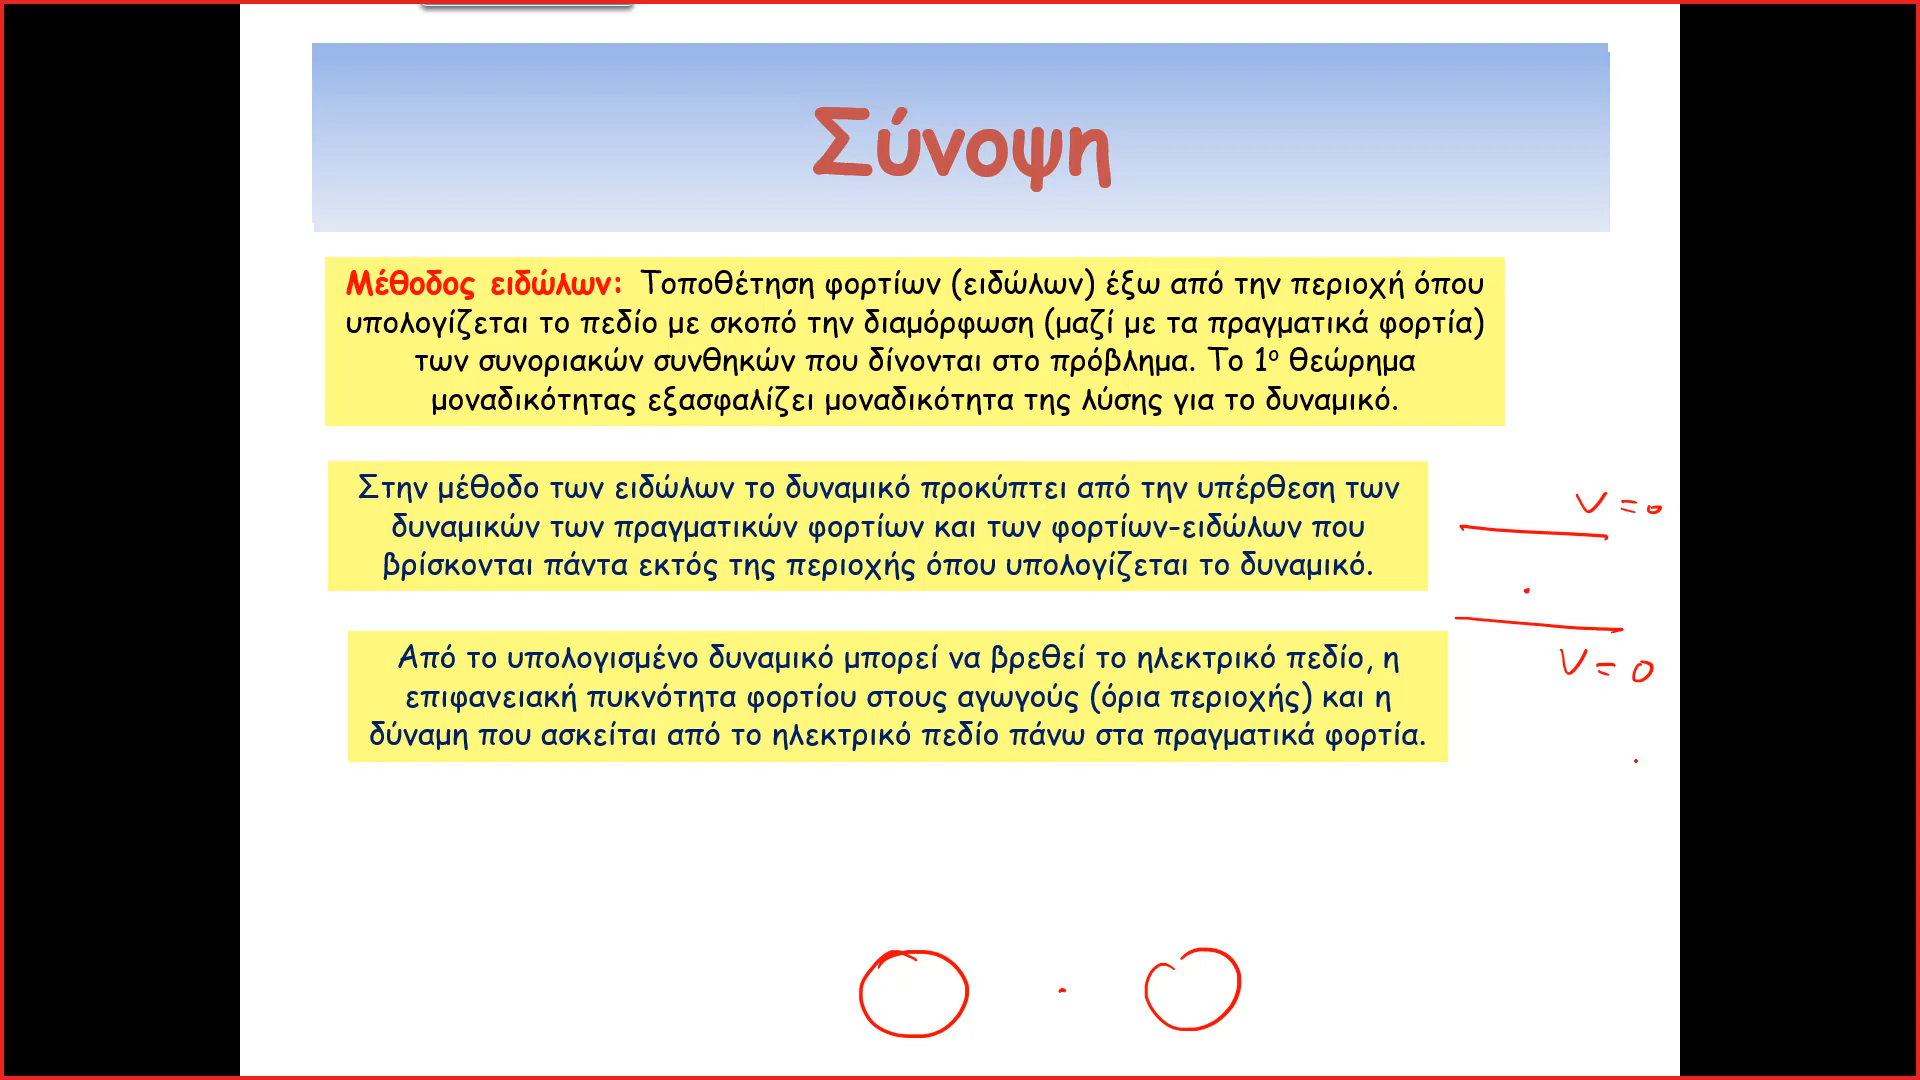 Σύνοψη
Μέθοδος ειδώλων: Τοποθέτηση φορτίων (ειδώλων) έξω από την περιοχή όπου
υπολογίζεται το πεδίο με σκοπό την διαμόρφωση (μαζί με τα πραγματικά φορτία)
των συνοριακών συνθηκών που δίνονται στο πρόβλημα. Το 1ο θεώρημα
μοναδικότητας εξασφαλίζει μοναδικότητα της λύσης για το δυναμικό.
Στην μέθοδο των ειδώλων το δυναμικό προκύπτει από την υπέρθεση των
δυναμικών των πραγματικών φορτίων και των φορτίων-ειδώλων που
βρίσκονται πάντα εκτός της περιοχής όπου υπολογίζεται το δυναμικό.
V = 0
V = 0
Από το υπολογισμένο δυναμικό μπορεί να βρεθεί το ηλεκτρικό πεδίο, η
επιφανειακή πυκνότητα φορτίου στους αγωγούς (όρια περιοχής) και η
δύναμη που ασκείται από το ηλεκτρικό πεδίο πάνω στα πραγματικά φορτία.